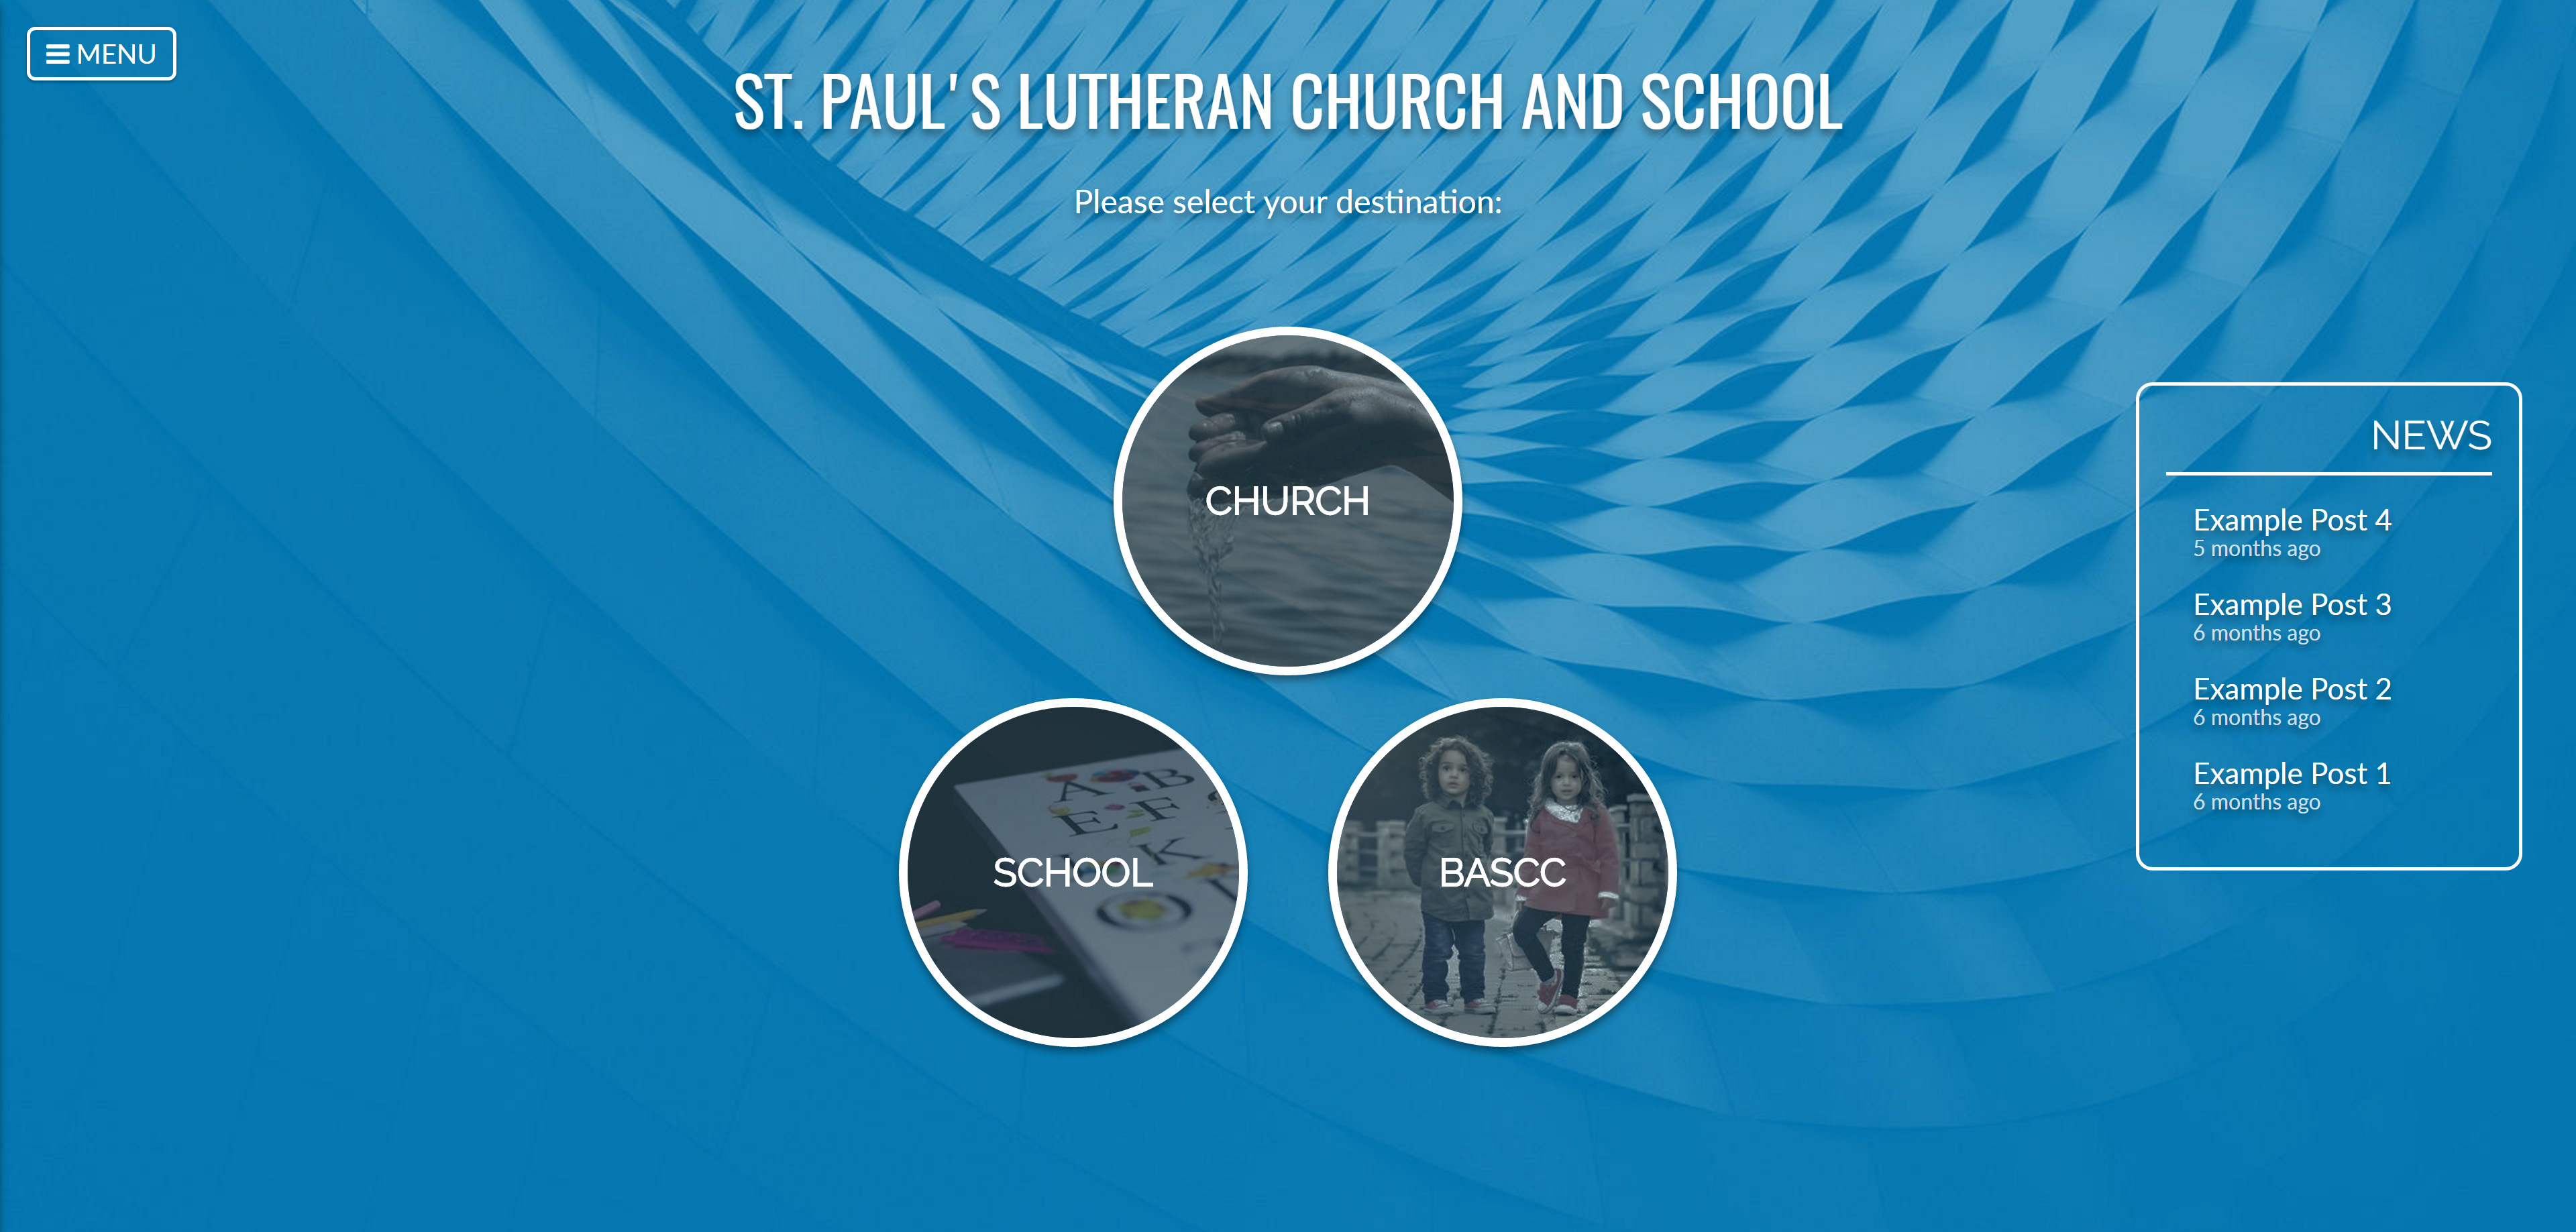 MENU
ST. PAUL'S LUTHERAN CHURCH AND SCHOOL
Please select your destination:
CHURCH
SCHOOL
BASCC
A B
E F
K
NEWS
Example Post 4
5 months ago
Example Post 3
6 months ago
Example Post 2
6 months ago
Example Post 1
6 months ago